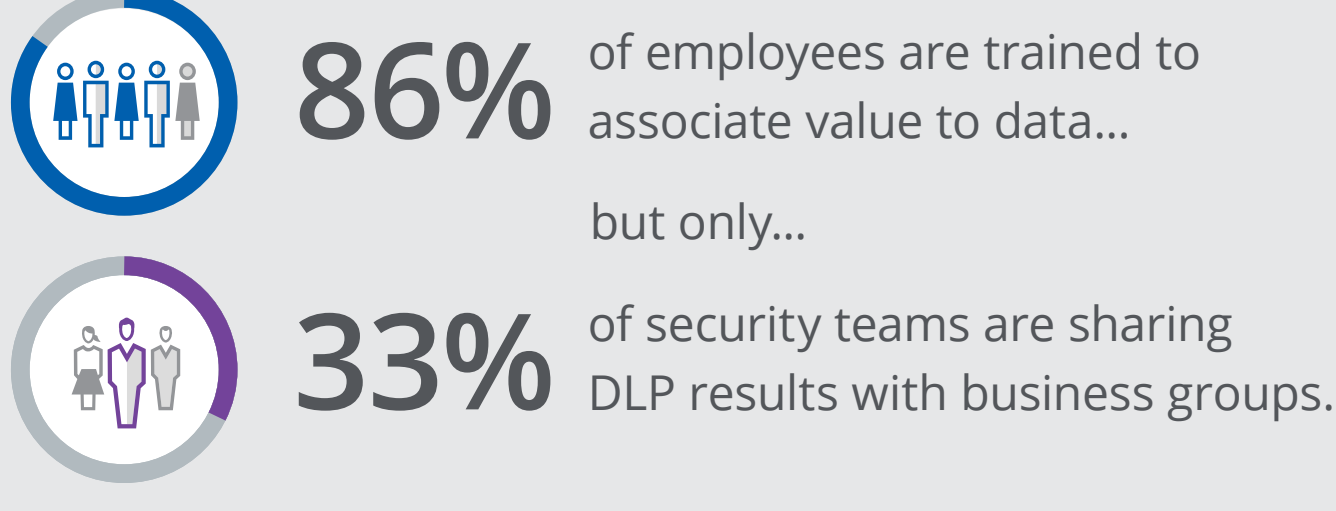 86%
of employees are trained to
associate value to data...
but only...
33%
of security teams are sharing
DLP results with business groups.